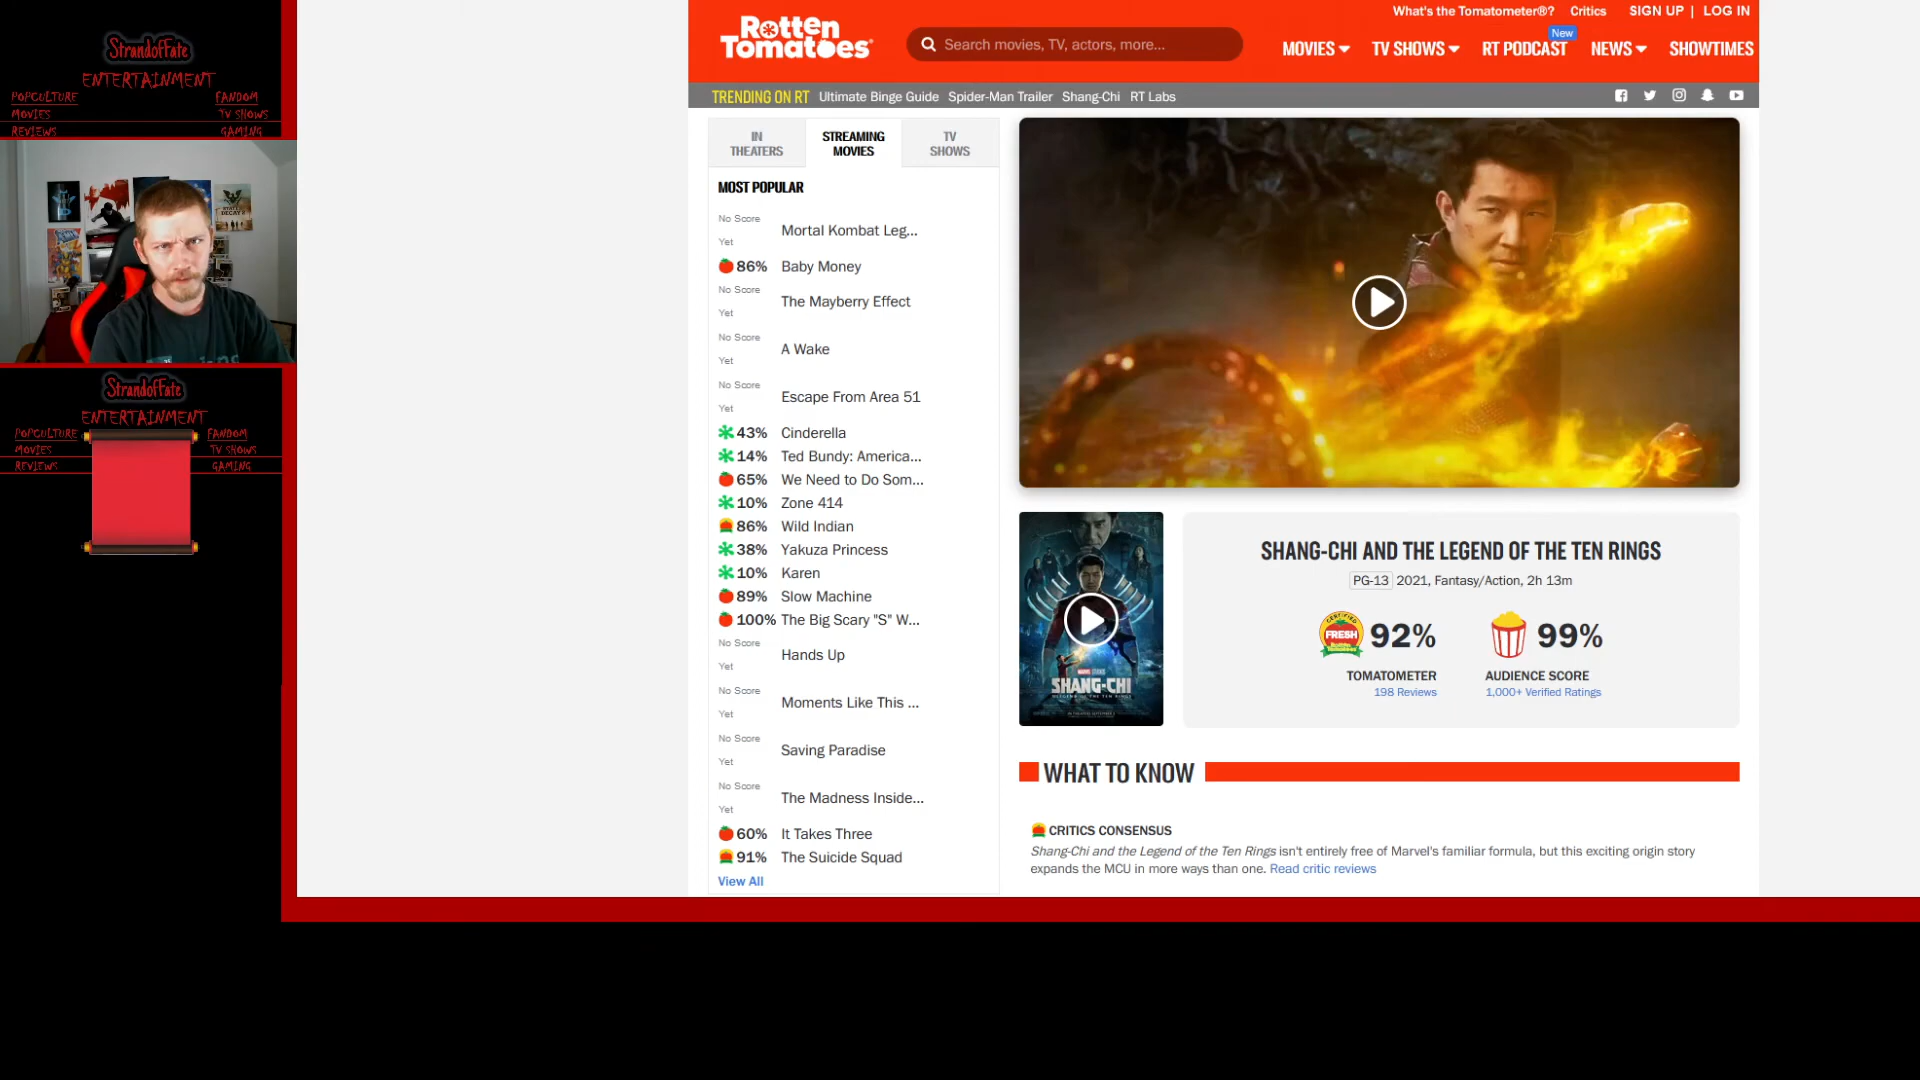 StrandofFate
ENTERTAINMENT
POPCULTURE
MOVIES
REVIEWS
FANDOM
TV SHOWS
GAMING
STATE
DECAY 2
StrandofFate
ENTERTAINMENT
POPCULTURE
MOVIES
REVIEWS
FANDOM
TV SHOWS
GAMING
Rotten
Tomatoes
Search movies, TV, actors, more...
What's the Tomatometer®?
Critics
SIGN UP | LOG IN
MOVIES
TV SHOWS
New
RT PODCAST
NEWS
SHOWTIMES
TRENDING ON RT
Ultimate Binge Guide
Spider-Man Trailer
Shang-Chi
RT Labs
IN
THEATERS
STREAMING
MOVIES
TV
SHOWS
MOST POPULAR
No Score
Yet
Mortal Kombat Leg...
86% Baby Money
No Score
Yet
The Mayberry Effect
No Score
Yet
A Wake
No Score
Yet
Escape From Area 51
43% Cinderella
14% Ted Bundy: America...
65% We Need to Do Som...
10% Zone 414
86% Wild Indian
38% Yakuza Princess
10% Karen
89% Slow Machine
100% The Big Scary "S" W...
No Score
Yet
Hands Up
No Score
Yet
Moments Like This ...
No Score
Yet
Saving Paradise
No Score
Yet
The Madness Inside...
60% It Takes Three
91% The Suicide Squad
View All
MARVEL STUDIOS
SHANG-CHI
SHANG-CHI AND THE LEGEND OF THE TEN RINGS
PG-13 2021, Fantasy/Action, 2h 13m
CERTIFIED
FRESH
92%
TOMATOMETER
198 Reviews
99%
AUDIENCE SCORE
1,000+ Verified Ratings
WHAT TO KNOW
CRITICS CONSENSUS
Shang-Chi and the Legend of the Ten Rings isn't entirely free of Marvel's familiar formula, but this exciting origin story
expands the MCU in more ways than one. Read critic reviews